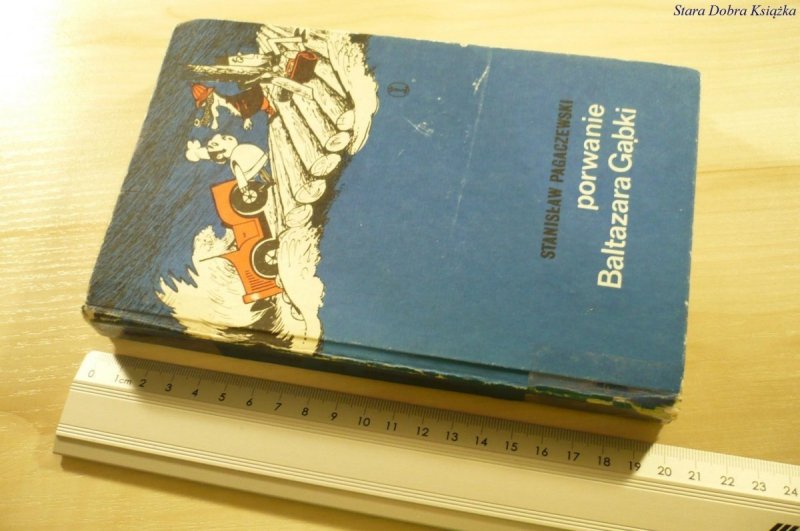 Stara Dobra Książka
STANISŁAW PAGACZEWSKI
porwanie
Baltazara Gąbki
0 1cm 2 3 4 5 6 7 8 9 10 11 12 13 14 15 16 17 18 19 20 21 22 23 24